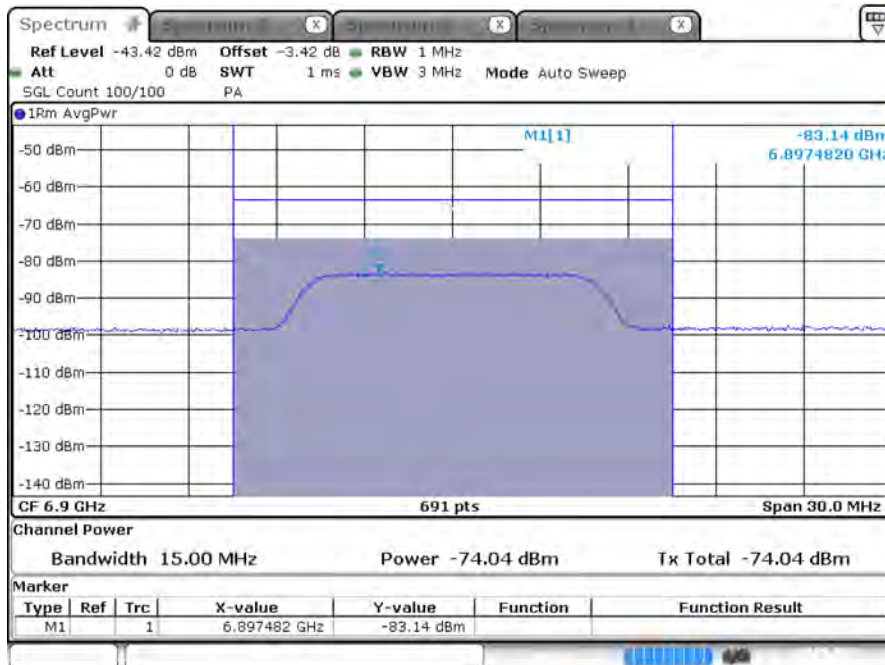 Spectrum X X X
Ref Level -43.42 dBm Offset -3.42 dB RBW 1 MHz
Att 0 dB SWT 1 ms VBW 3 MHz Mode Auto Sweep
SGL Count 100/100 PA
1Rm AvgPwr
M1[1] -83.14 dBm
6.8974820 GHz
-50 dBm
-60 dBm
-70 dBm
-80 dBm
-90 dBm
-100 dBm
-110 dBm
-120 dBm
-130 dBm
-140 dBm
CF 6.9 GHz 691 pts Span 30.0 MHz
Channel Power
Bandwidth 15.00 MHz Power -74.04 dBm Tx Total -74.04 dBm
Marker
Type Ref Trc X-value Y-value Function Function Result
M1 1 6.897482 GHz -83.14 dBm